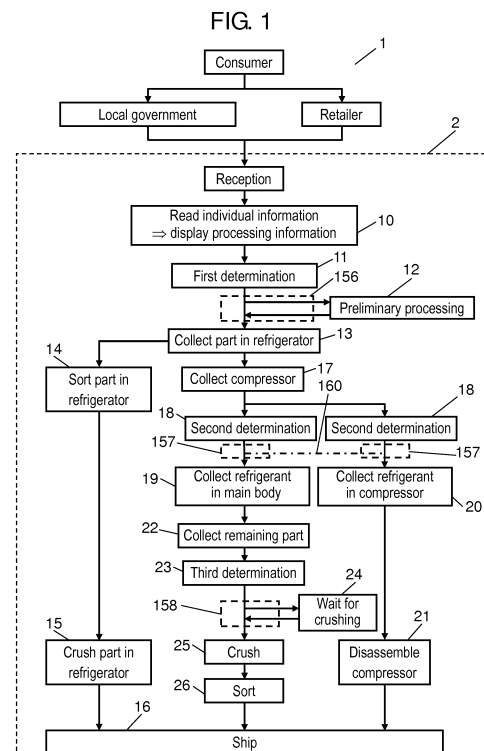 FIG. 1
Consumer
1
Local government
Retailer
2
Reception
Read individual information
⇒ display processing information
10
First determination
11
156
12
Preliminary processing
Collect part in refrigerator
13
14
Sort part in
refrigerator
Collect compressor
17
18
Second determination
160
18
Second determination
157
157
19
Collect refrigerant
in main body
Collect refrigerant
in compressor
20
22
Collect remaining part
23
Third determination
24
Wait for
crushing
158
15
Crush part in
refrigerator
25
Crush
21
Disassemble
compressor
26
Sort
16
Ship